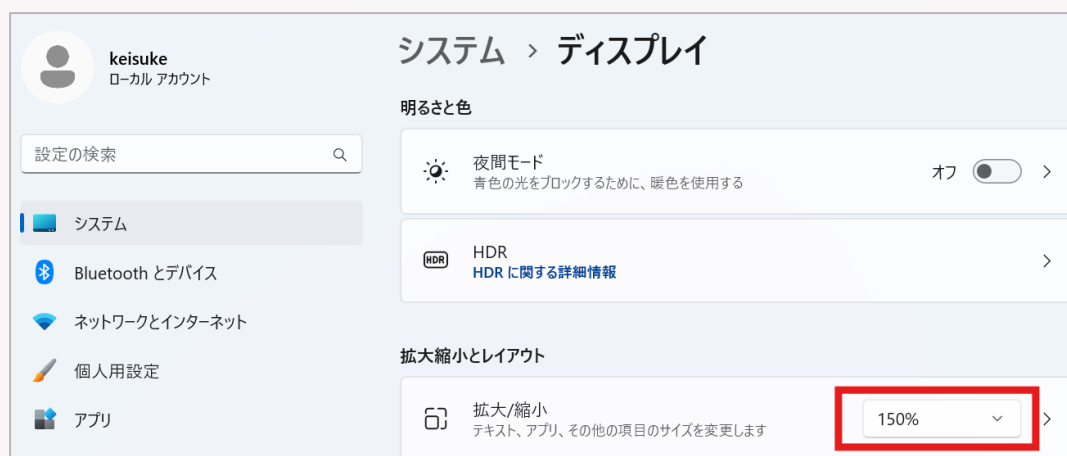 keisuke
ローカル アカウント
設定の検索
システム
Bluetooth とデバイス
ネットワークとインターネット
個人用設定
アプリ
システム › ディスプレイ
明るさと色
夜間モード
青色の光をブロックするために、暖色を使用する
オフ
HDR
HDR
HDR に関する詳細情報
拡大縮小とレイアウト
拡大/縮小
テキスト、アプリ、その他の項目のサイズを変更します
150%